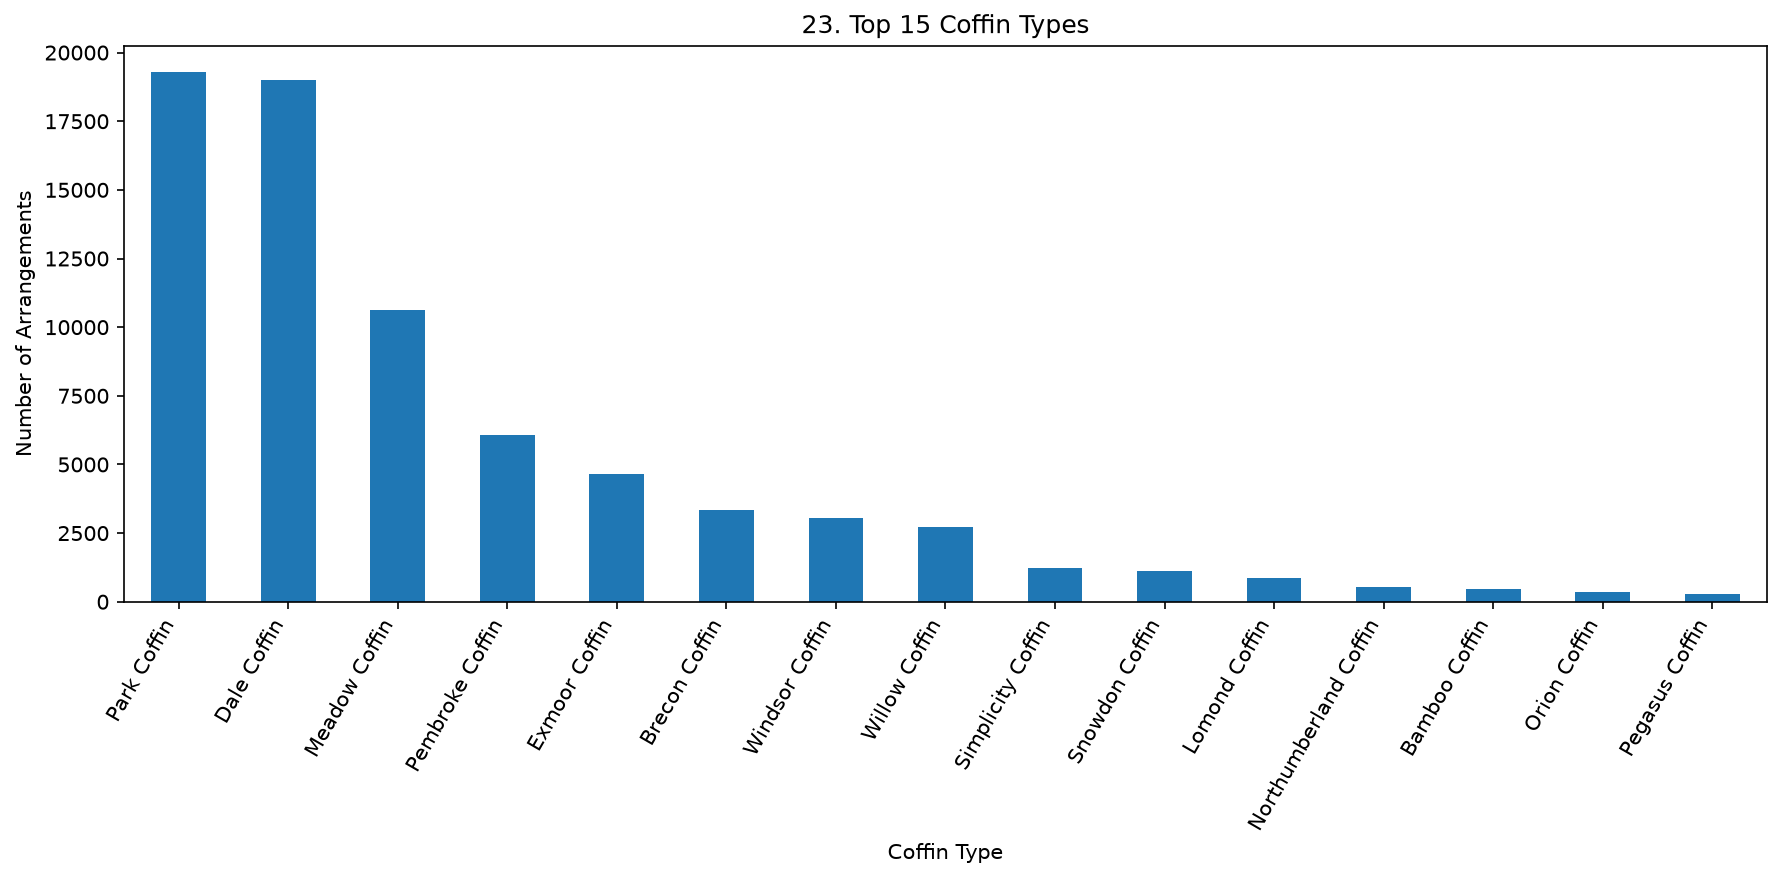 23. Top 15 Coffin Types
Number of Arrangements
20000
17500
15000
12500
10000
7500
5000
2500
0
Park Coffin
Dale Coffin
Meadow Coffin
Pembroke Coffin
Exmoor Coffin
Brecon Coffin
Windsor Coffin
Willow Coffin
Simplicity Coffin
Snowdon Coffin
Lomond Coffin
Northumberland Coffin
Bamboo Coffin
Orion Coffin
Pegasus Coffin
Coffin Type